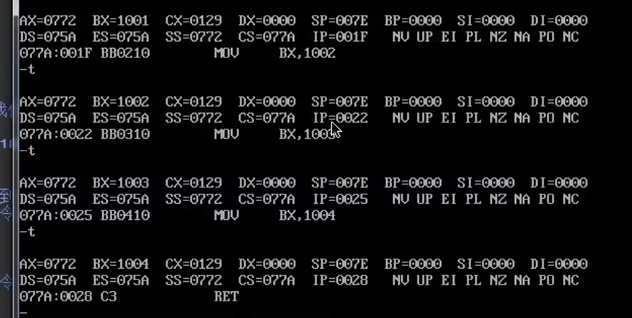 AX=0772 BX=1001 CX=0129 DX=0000 SP=007E BP=0000 SI=0000 DI=0000
DS=075A ES=075A SS=0772 CS=077A IP=001F NV UP EI PL NZ NA PO NC
077A:001F BB0210 MOV BX,1002
-t
AX=0772 BX=1002 CX=0129 DX=0000 SP=007E BP=0000 SI=0000 DI=0000
DS=075A ES=075A SS=0772 CS=077A IP=0022 NV UP EI PL NZ NA PO NC
077A:0022 BB0310 MOV BX,1003
-t
AX=0772 BX=1003 CX=0129 DX=0000 SP=007E BP=0000 SI=0000 DI=0000
DS=075A ES=075A SS=0772 CS=077A IP=0025 NV UP EI PL NZ NA PO NC
077A:0025 BB0410 MOV BX,1004
-t
AX=0772 BX=1004 CX=0129 DX=0000 SP=007E BP=0000 SI=0000 DI=0000
DS=075A ES=075A SS=0772 CS=077A IP=0028 NV UP EI PL NZ NA PO NC
077A:0028 C3 RET
-